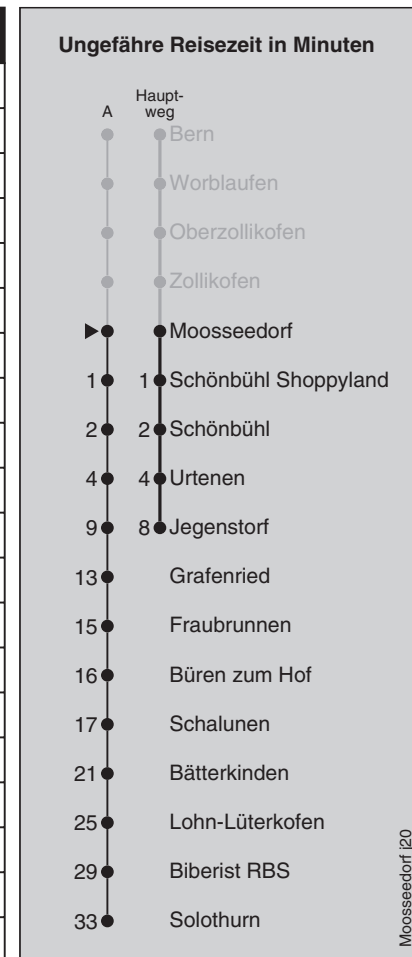 Ungefähre Reisezeit in Minuten
A
Haupt-
weg
Bern
Worblaufen
Oberzollikofen
Zollikofen
Moosseedorf
1 1 Schönbühl Shoppyland
2 2 Schönbühl
4 4 Urtenen
9 8 Jegenstorf
13 Grafenried
15 Fraubrunnen
16 Büren zum Hof
17 Schalunen
21 Bätterkinden
25 Lohn-Lüterkofen
29 Biberist RBS
33 Solothurn
Moosseedorf j20